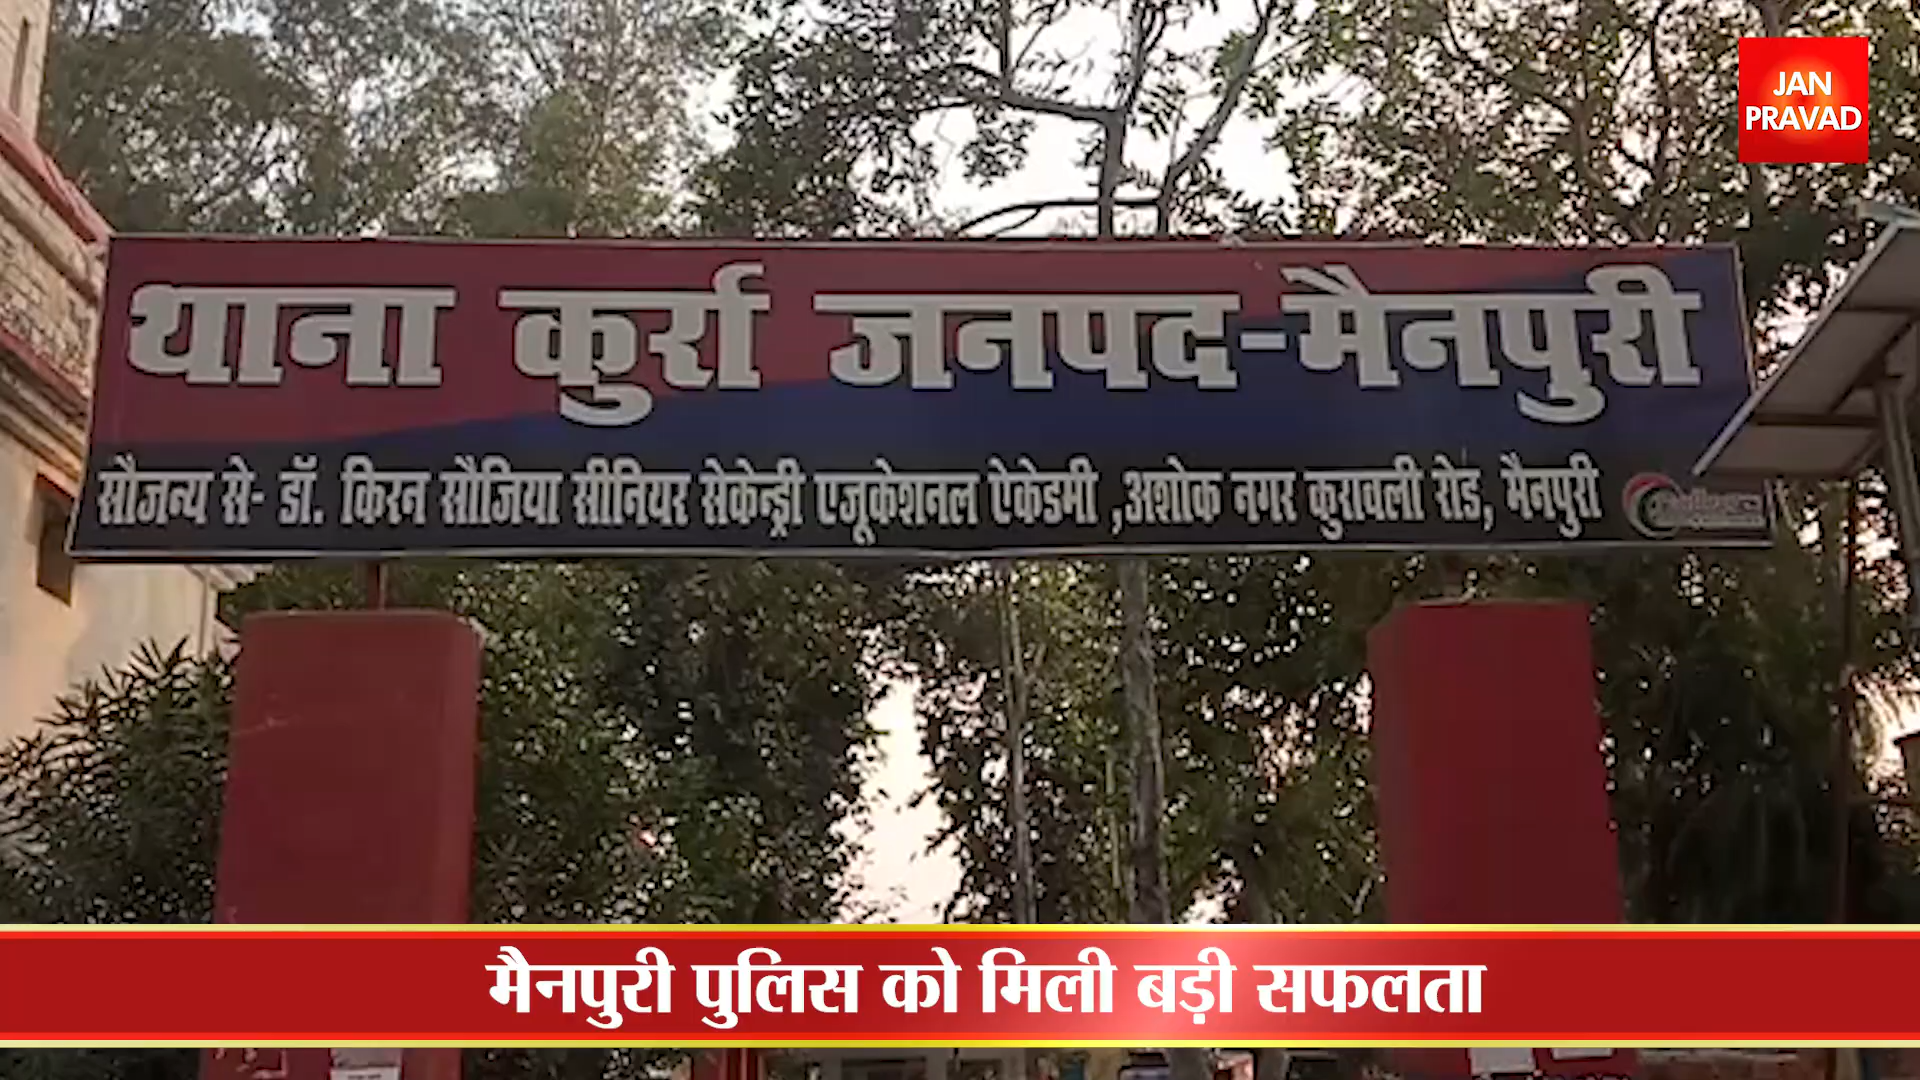 JAN
PRAVAD
थाना कुर्रा जनपद-मैनपुरी
सौजन्य से- डॉ. किरन सौजिया सीनियर सेकेन्ड्री एजूकेशनल ऐकेडमी ,अशोक नगर कुरावली रोड, मैनपुरी
मैनपुरी पुलिस को मिली बड़ी सफलता